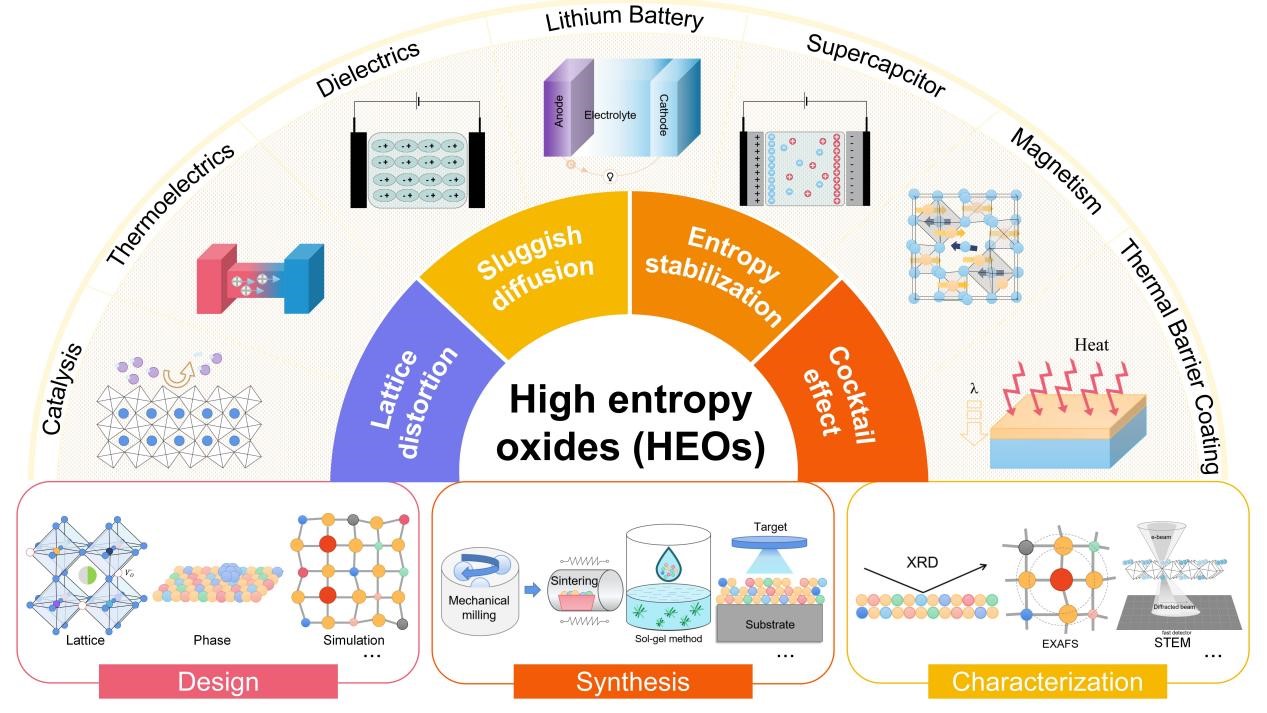 Lithium Battery
Dielectrics
Supercapcitor
Thermoelectrics
Magnetism
Catalysis
Thermal Barrier Coating
Anode
Electrolyte
Cathode
Heat
λ
Sluggish
diffusion
Entropy
stabilization
Lattice
distortion
Cocktail
effect
High entropy
oxides (HEOs)
V₀
Lattice
Phase
Simulation
...
Design
Mechanical
milling
Sintering
Sol-gel method
Target
Substrate
...
Synthesis
XRD
EXAFS
e-beam
Diffracted beam
fast detector
STEM
...
Characterization